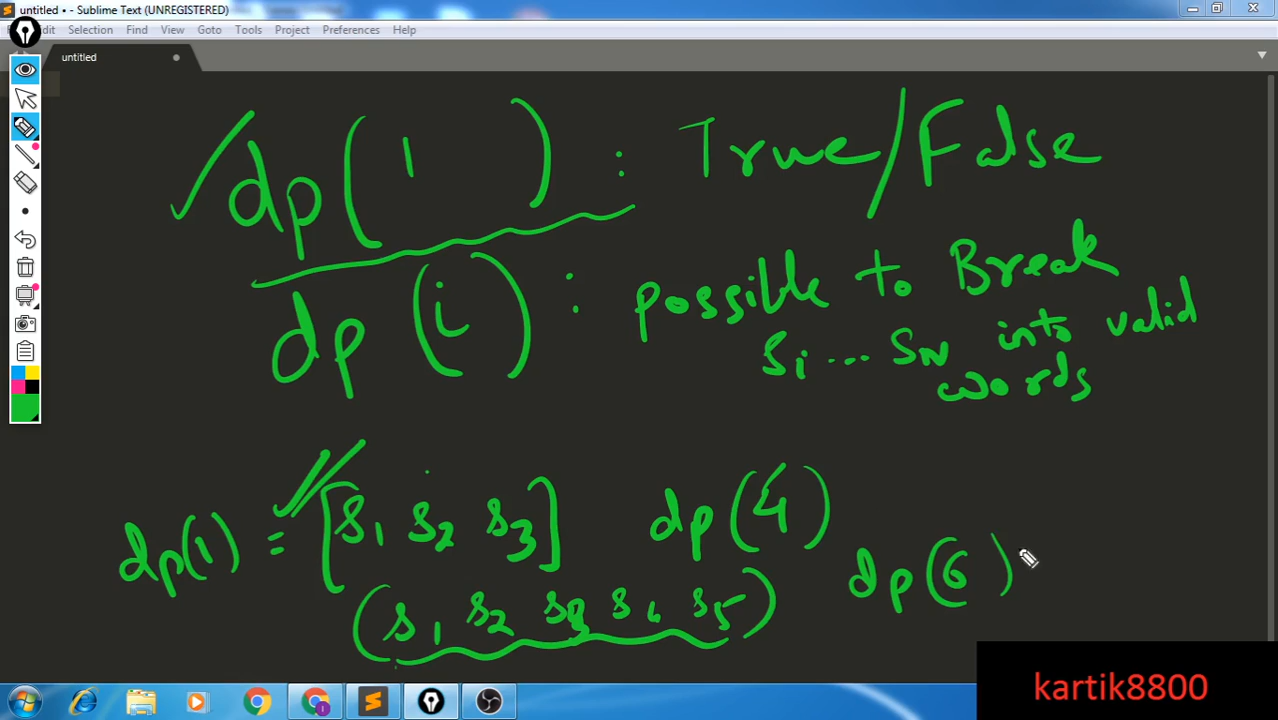 untitled • - Sublime Text (UNREGISTERED)
Selection Find View Goto Tools Project Preferences Help
untitled
dp(1) : True/False
dp(i) : possible to Break
Si ... SN into valid
words
dp(1) = [S1 S2 S3] dp(4)
(S1 S2 S3 S4 S5) dp(6)
kartik8800